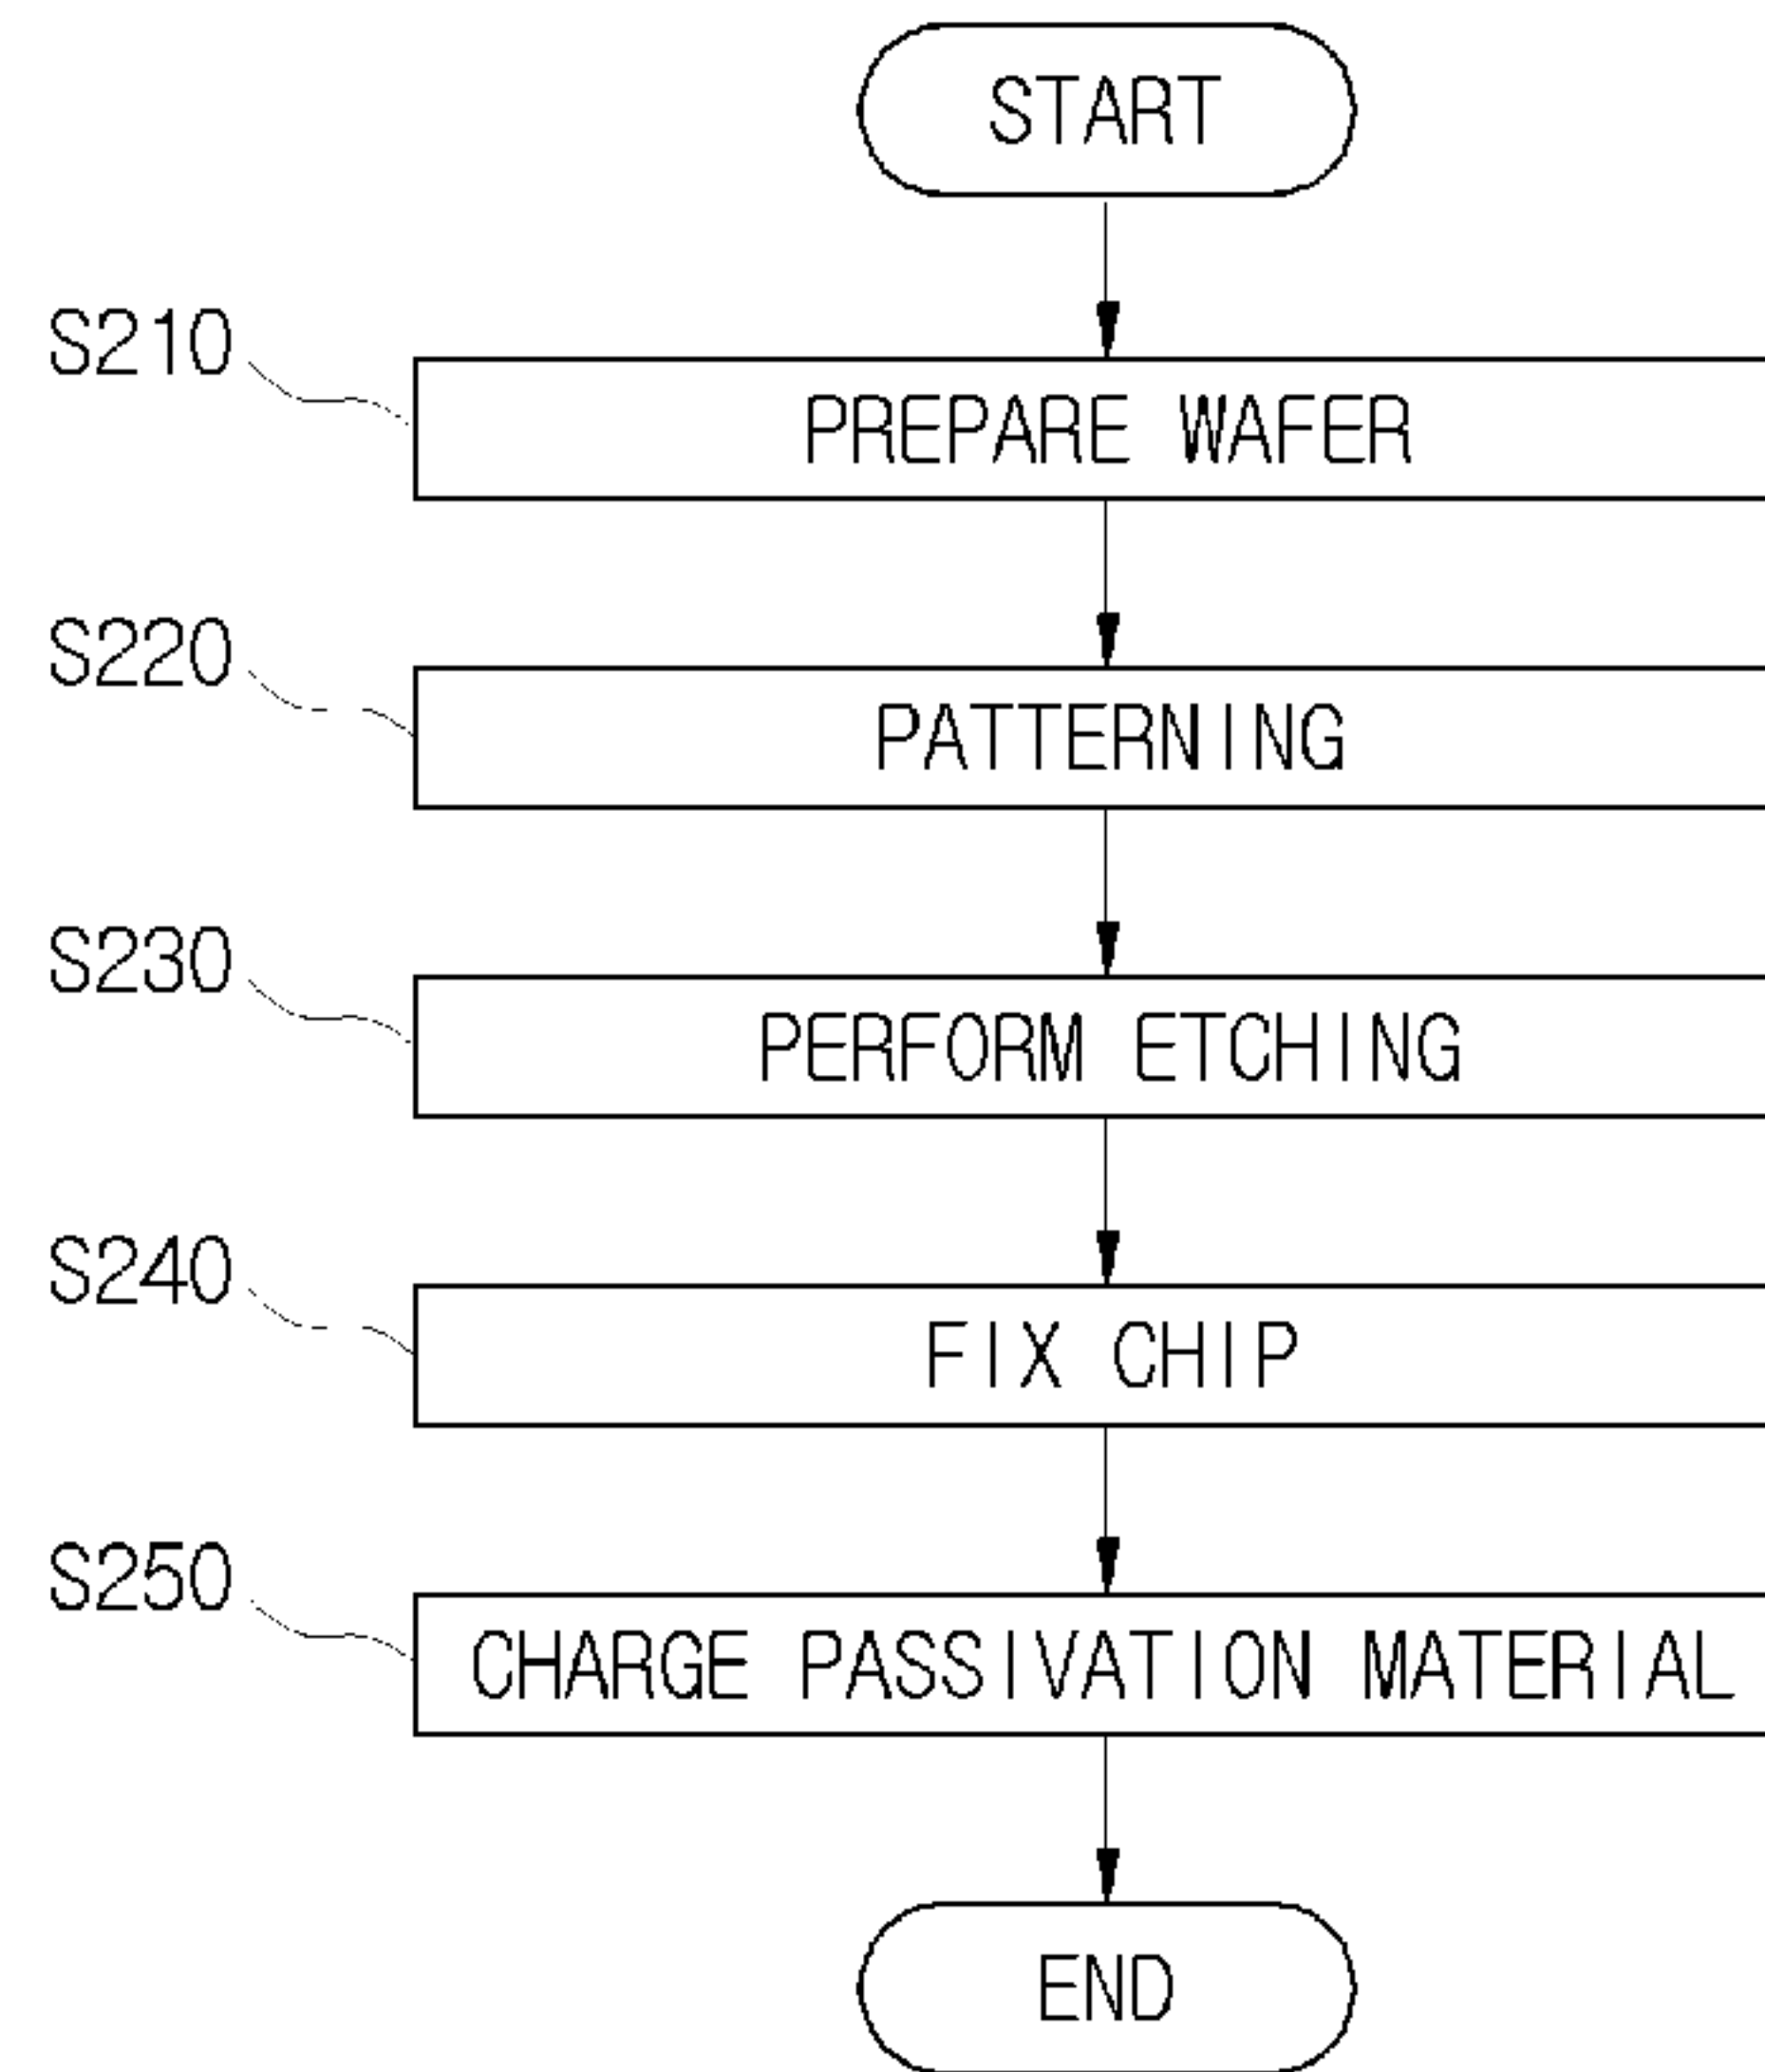 START
S210
PREPARE WAFER
S220
PATTERNING
S230
PERFORM ETCHING
S240
FIX CHIP
S250
CHARGE PASSIVATION MATERIAL
END